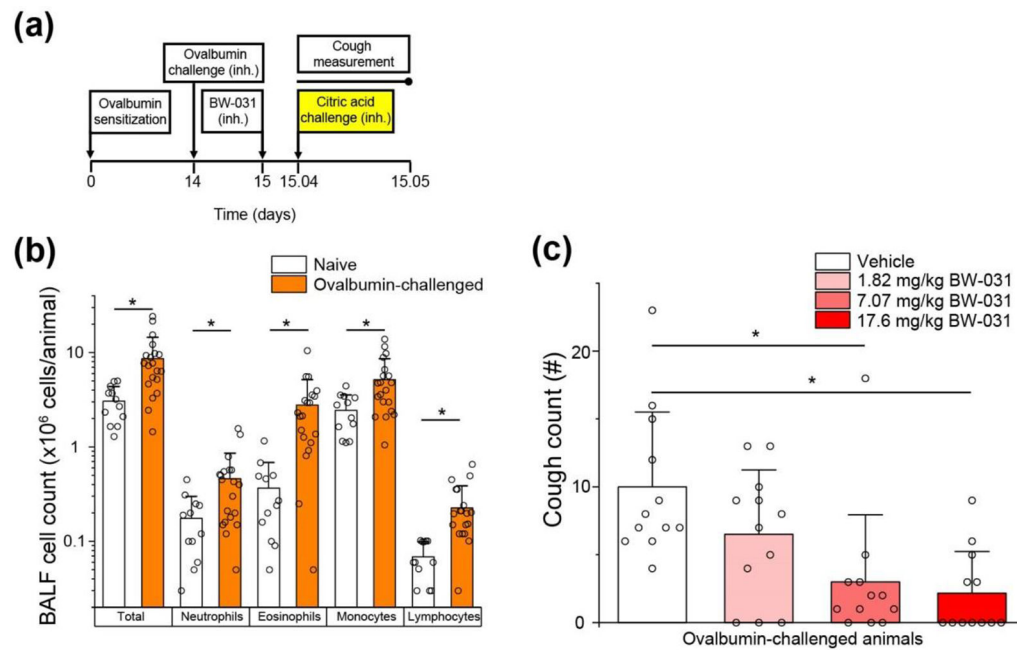 (a)
Ovalbumin
challenge (inh.)
Cough
measurement
Ovalbumin
sensitization
BW-031
(inh.)
Citric acid
challenge (inh.)
0 14 15 15.04 15.05
Time (days)
(b)
Naive
Ovalbumin-challenged
BALF cell count (x10⁶ cells/animal)
10
1
0.1
* * * * *
Total Neutrophils Eosinophils Monocytes Lymphocytes
(c)
Vehicle
1.82 mg/kg BW-031
7.07 mg/kg BW-031
17.6 mg/kg BW-031
Cough count (#)
20
10
0
*
*
Ovalbumin-challenged animals